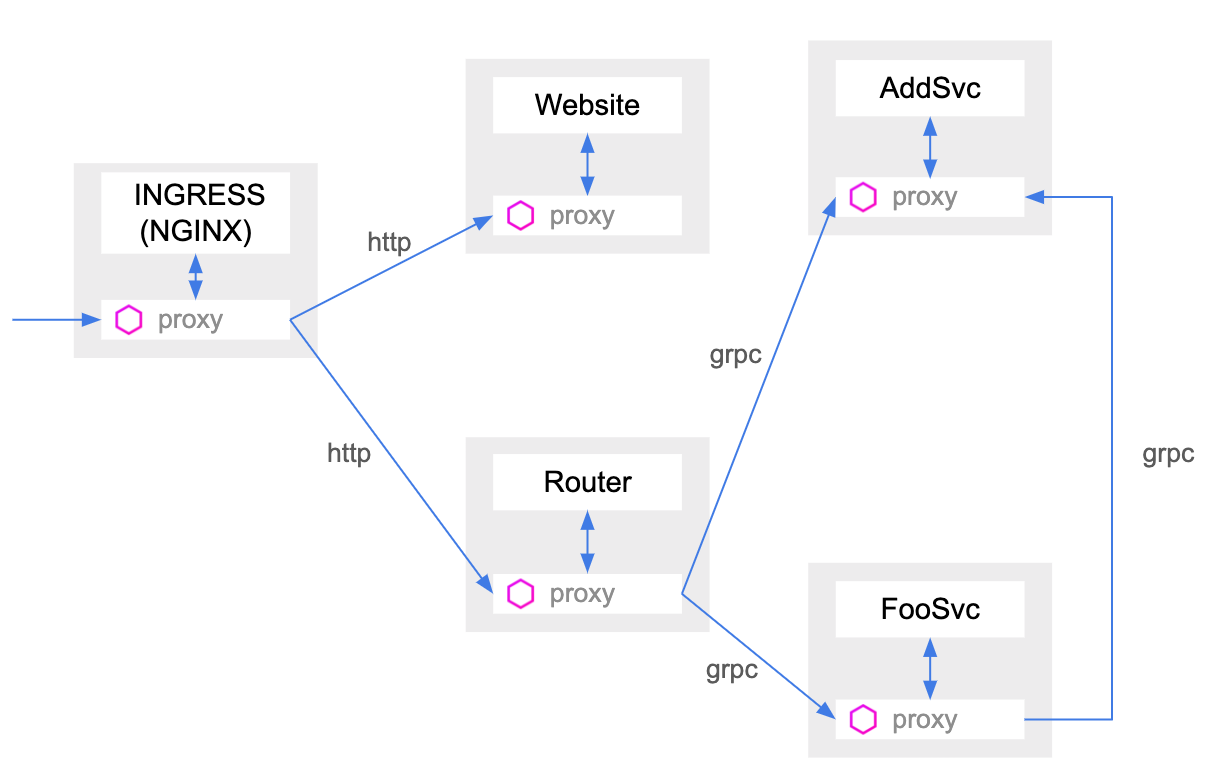 INGRESS
(NGINX)
proxy
http
http
Website
proxy
Router
proxy
grpc
grpc
AddSvc
proxy
FooSvc
proxy
grpc